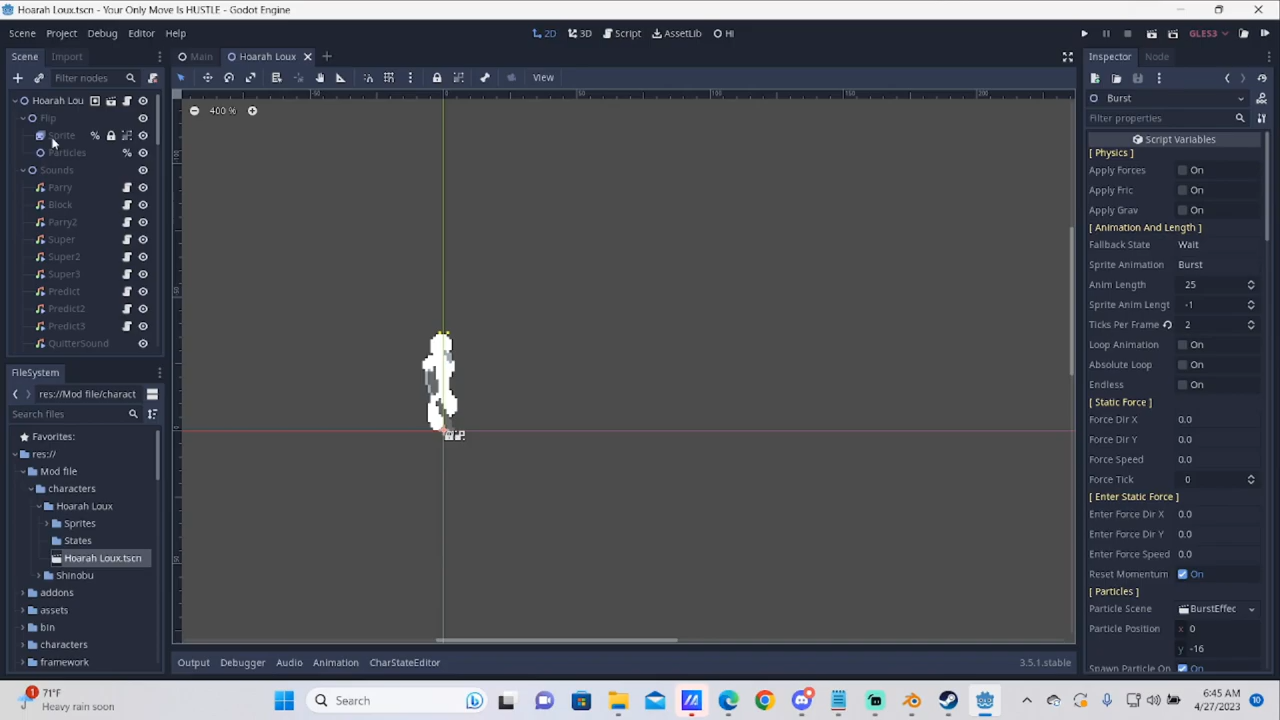 Hoarah Loux.tscn - Your Only Move Is HUSTLE - Godot Engine
Scene Project Debug Editor Help
2D 3D Script AssetLib Hi
GLES3
Scene Import
Main Hoarah Loux
Inspector Node
Filter nodes
View
Hoarah Lou
Flip
Sprite
Particles
Sounds
Parry
Block
Parry2
Super
Super2
Super3
Predict
Predict2
Predict3
QuitterSound
FileSystem
res://Mod file/charact
Search files
Favorites:
res://
Mod file
characters
Hoarah Loux
Sprites
States
Hoarah Loux.tscn
Shinobu
addons
assets
bin
characters
framework
-50 0 50 100 150 200
400 %
Output Debugger Audio Animation CharStateEditor 3.5.1.stable
Burst
Filter properties
Script Variables
[ Physics ]
Apply Forces On
Apply Fric On
Apply Grav On
[ Animation And Length ]
Fallback State Wait
Sprite Animation Burst
Anim Length 25
Sprite Anim Lengt -1
Ticks Per Frame 2
Loop Animation On
Absolute Loop On
Endless On
[ Static Force ]
Force Dir X 0.0
Force Dir Y 0.0
Force Speed 0.0
Force Tick 0
[ Enter Static Force ]
Enter Force Dir X 0.0
Enter Force Dir Y 0.0
Enter Force Speed 0.0
Reset Momentum On
[ Particles ]
Particle Scene BurstEffec
Particle Position x 0
y -16
Spawn Particle On On
71°F
Heavy rain soon
Search
6:45 AM
4/27/2023
10